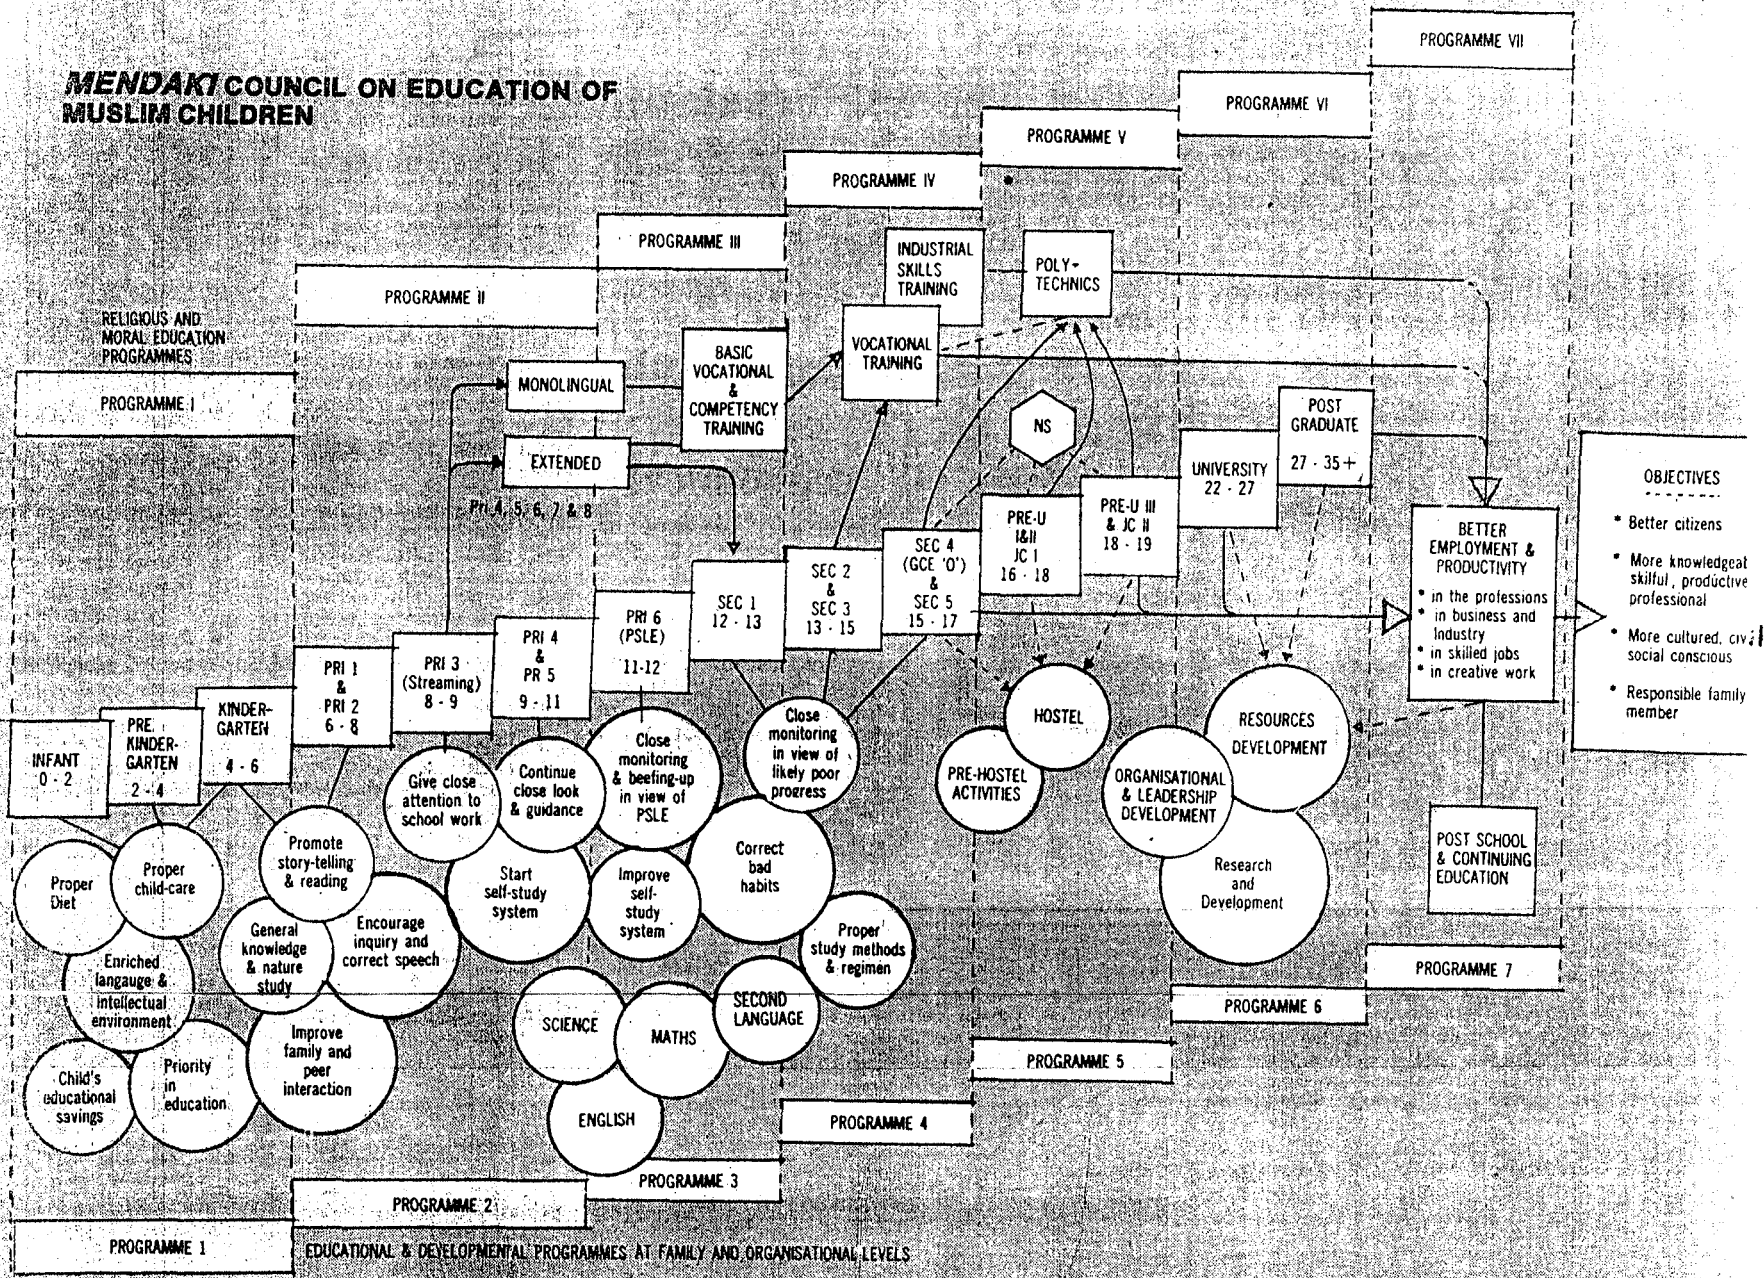 MENDAKI COUNCIL ON EDUCATION OF
MUSLIM CHILDREN
PROGRAMME VII
PROGRAMME VI
PROGRAMME V
PROGRAMME IV
PROGRAMME III
PROGRAMME II
RELIGIOUS AND
MORAL EDUCATION
PROGRAMMES
PROGRAMME I
INDUSTRIAL
SKILLS
TRAINING
POLY-
TECHNICS
VOCATIONAL
TRAINING
BASIC
VOCATIONAL
&
COMPETENCY
TRAINING
MONOLINGUAL
EXTENDED
Pri 4, 5, 6, 7 & 8
NS
POST
GRADUATE
27 - 35+
UNIVERSITY
22 - 27
PRE-U III
& JC II
18 - 19
PRE-U
I&II
JC I
16 - 18
SEC 4
(GCE 'O')
&
SEC 5
15 - 17
SEC 2
&
SEC 3
13 - 15
SEC 1
12 - 13
PRI 6
(PSLE)
11-12
PRI 4
&
PR 5
9 - 11
PRI 3
(Streaming)
8 - 9
PRI 1
&
PRI 2
6 - 8
KINDER-
GARTEN
4 - 6
PRE.
KINDER-
GARTEN
2 - 4
INFANT
0 - 2
BETTER
EMPLOYMENT &
PRODUCTIVITY
* in the professions
* in business and
Industry
* in skilled jobs
* in creative work
OBJECTIVES
* Better citizens
* More knowledgeat
skilful, productive
professional
* More cultured, civil
social conscious
* Responsible family
member
POST SCHOOL
& CONTINUING
EDUCATION
Proper
Diet
Proper
child-care
Promote
story-telling
& reading
Give close
attention to
school work
Continue
close look
& guidance
Close
monitoring
& beefing-up
in view of
PSLE
Close
monitoring
in view of
likely poor
progress
HOSTEL
PRE-HOSTEL
ACTIVITIES
RESOURCES
DEVELOPMENT
ORGANISATIONAL
& LEADERSHIP
DEVELOPMENT
Research
and
Development
Enriched
langauge &
intellectual
environment
General
knowledge
& nature
study
Encourage
inquiry and
correct speech
Start
self-study
system
Improve
self-
study
system
Correct
bad
habits
Proper
study methods
& regimen
Child's
educational
savings
Priority
in
education
Improve
family and
peer
interaction
SCIENCE
MATHS
SECOND
LANGUAGE
ENGLISH
PROGRAMME 7
PROGRAMME 6
PROGRAMME 5
PROGRAMME 4
PROGRAMME 3
PROGRAMME 2
PROGRAMME 1
EDUCATIONAL & DEVELOPMENTAL PROGRAMMES AT FAMILY AND ORGANISATIONAL LEVELS